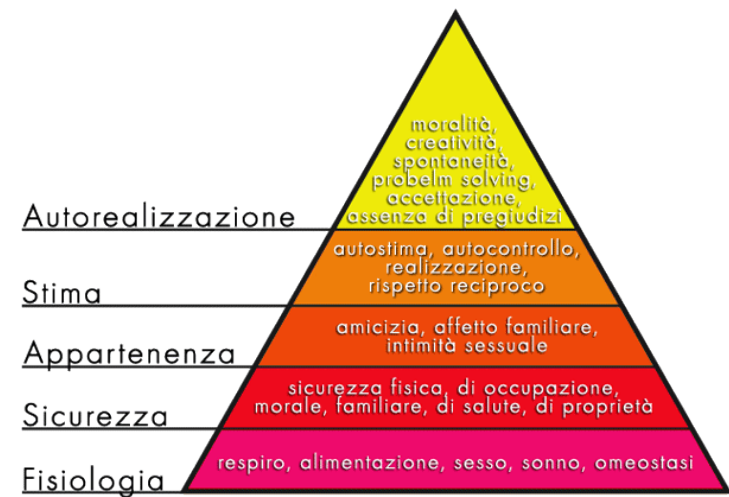 moralità,
creatività,
spontaneità,
probelm solving,
accettazione,
assenza di pregiudizi
Autorealizzazione
autostima, autocontrollo,
realizzazione,
rispetto reciproco
Stima
amicizia, affetto familiare,
intimità sessuale
Appartenenza
sicurezza fisica, di occupazione,
morale, familiare, di salute, di proprietà
Sicurezza
respiro, alimentazione, sesso, sonno, omeostasi
Fisiologia